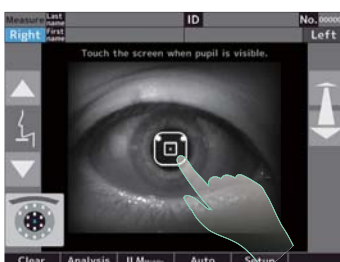 Measure Last name ID No. 00000
Right First name Left
Touch the screen when pupil is visible.
Clear Analysis Auto Setup